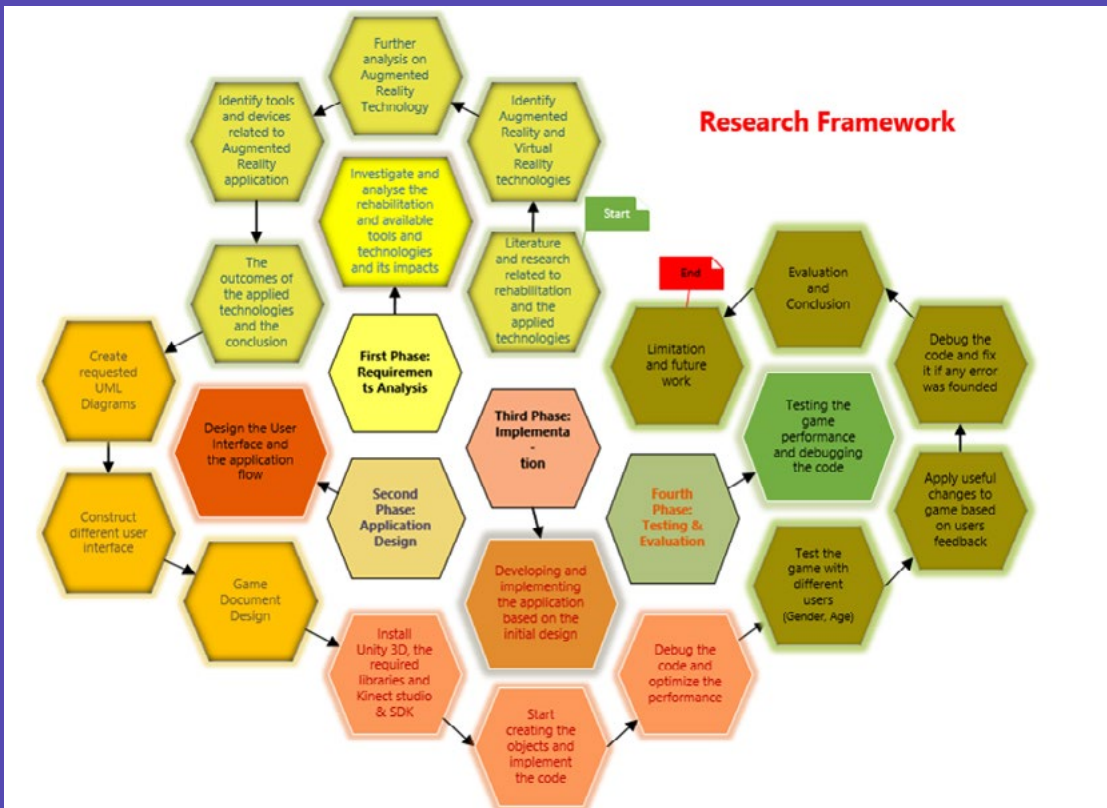 Research Framework
Start
Literature
and research
related to
rehabilitation
and the
applied
technologies
Identify
Augmented
Reality and
Virtual
Reality
technologies
Further
analysis on
Augmented
Reality
Technology
Identify tools
and devices
related to
Augmented
Reality
application
The
outcomes of
the applied
technologies
and the
conclusion
Investigate and
analyse the
rehabilitation
and available
tools and
technologies
and its impacts
First Phase:
Requireme
nts Analysis
Create
requested
UML
Diagrams
Construct
different user
interface
Game
Document
Design
Design the User
Interface and
the application
flow
Second
Phase:
Application
Design
Third Phase:
Implementa
-
tion
Developing and
implementing
the application
based on the
initial design
Install
Unity 3D, the
required
libraries and
Kinect studio
& SDK
Start
creating the
objects and
implement
the code
Debug the
code and
optimize the
performance
Fourth
Phase:
Testing &
Evaluation
Testing the
game
performance
and debugging
the code
Test the
game with
different
users
(Gender, Age)
Apply useful
changes to
game based
on users
feedback
Debug the
code and fix
it if any error
was founded
Evaluation
and
Conclusion
Limitation
and future
work
End